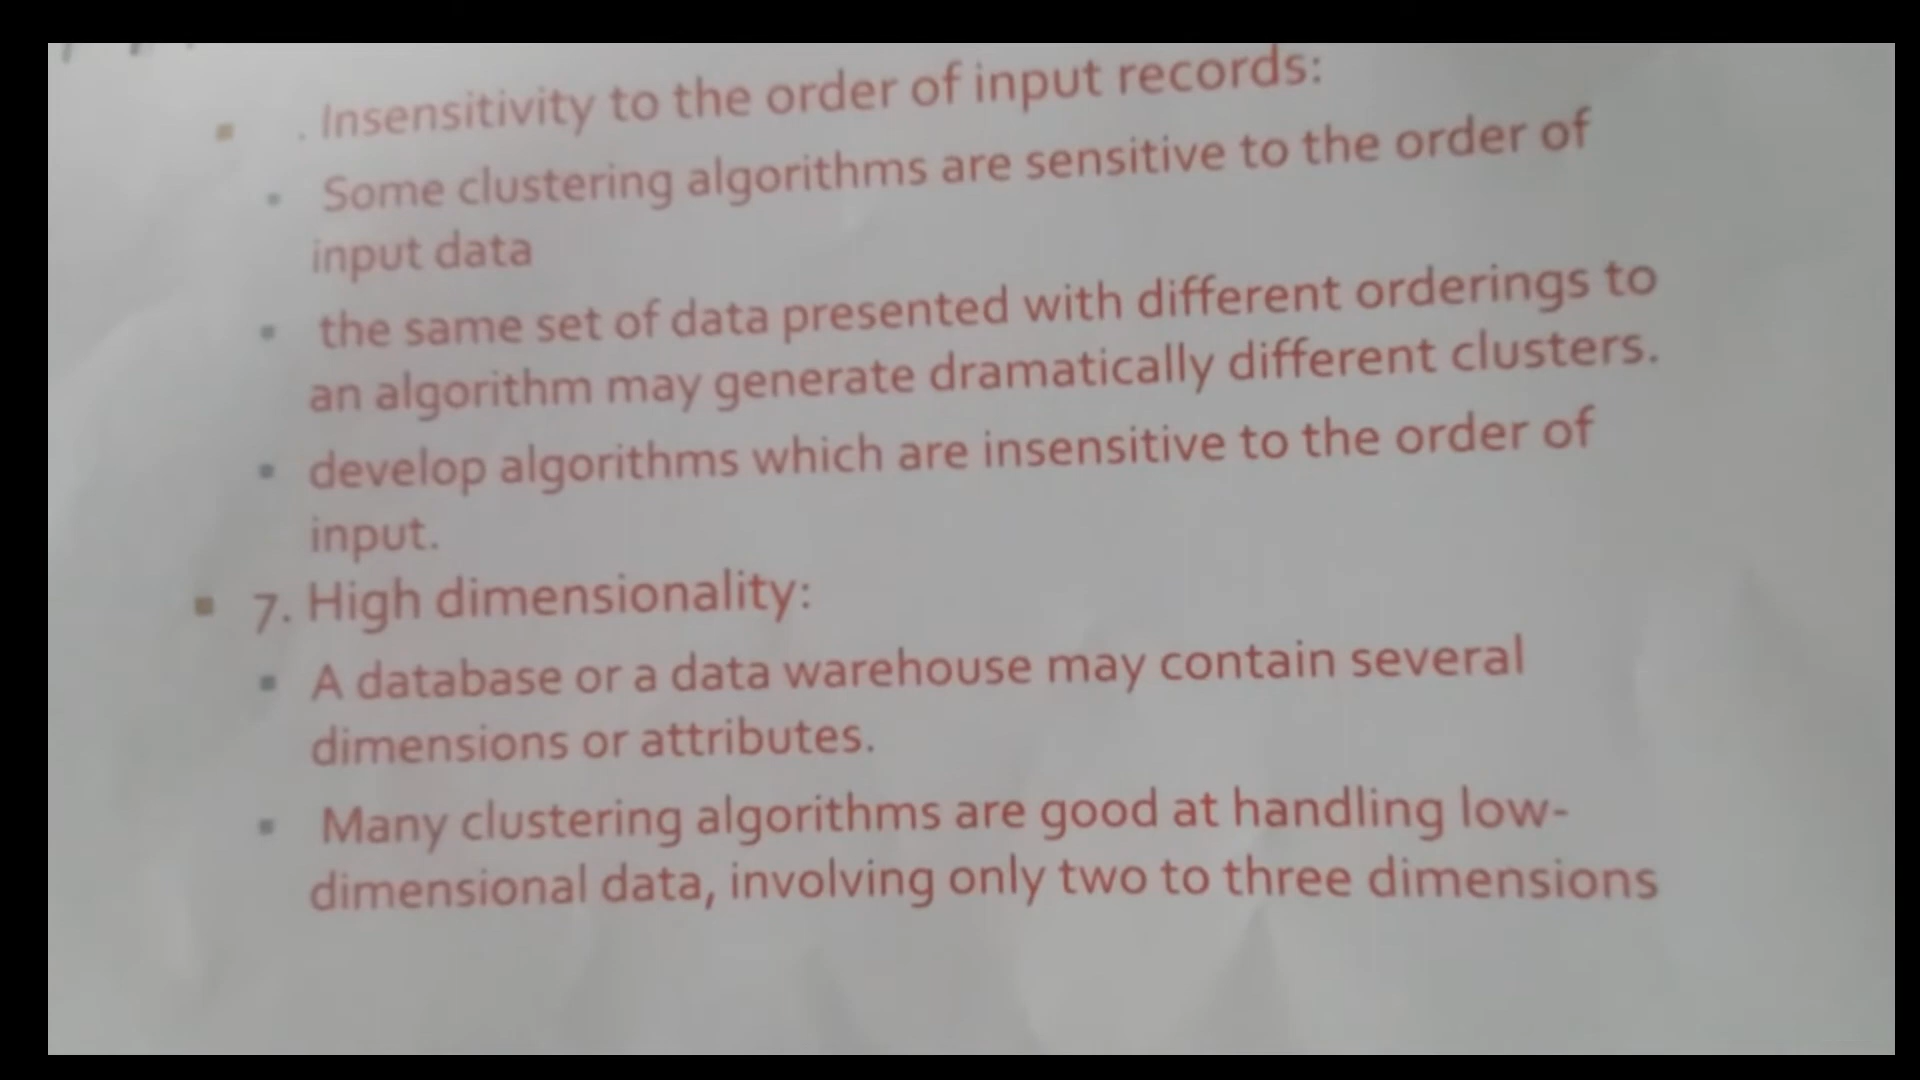 . Insensitivity to the order of input records:
Some clustering algorithms are sensitive to the order of
input data
the same set of data presented with different orderings to
an algorithm may generate dramatically different clusters.
develop algorithms which are insensitive to the order of
input.
7. High dimensionality:
A database or a data warehouse may contain several
dimensions or attributes.
Many clustering algorithms are good at handling low-
dimensional data, involving only two to three dimensions